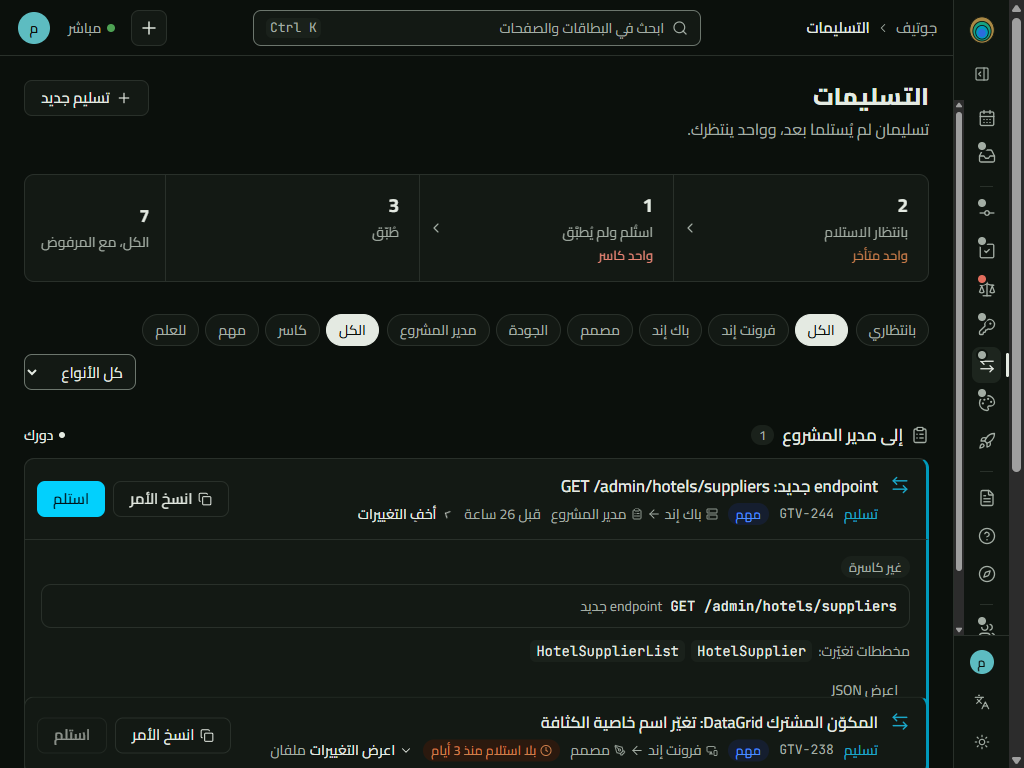 جوتيف
التسليمات
ابحث في البطاقات والصفحات
Ctrl K
مباشر
م
التسليمات
تسليمان لم يُستلما بعد، وواحد ينتظرك.
تسليم جديد
2
بانتظار الاستلام
واحد متأخر
1
استُلم ولم يُطبَّق
واحد كاسر
3
طُبّق
7
الكل، مع المرفوض
بانتظاري
الكل
فرونت إند
باك إند
مصمم
الجودة
مدير المشروع
الكل
كاسر
مهم
للعلم
كل الأنواع
إلى مدير المشروع 1
دورك
endpoint جديد: GET /admin/hotels/suppliers
تسليم GTV-244 مهم باك إند ← مدير المشروع قبل 26 ساعة أخفِ التغييرات
انسخ الأمر
استلم
غير كاسرة
GET /admin/hotels/suppliers endpoint جديد
مخططات تغيّرت: HotelSupplier HotelSupplierList
اعرض JSON
المكوّن المشترك DataGrid: تغيّر اسم خاصية الكثافة
تسليم GTV-238 مهم فرونت إند ← مصمم بلا استلام منذ 3 أيام اعرض التغييرات ملفان
انسخ الأمر
استلم
م